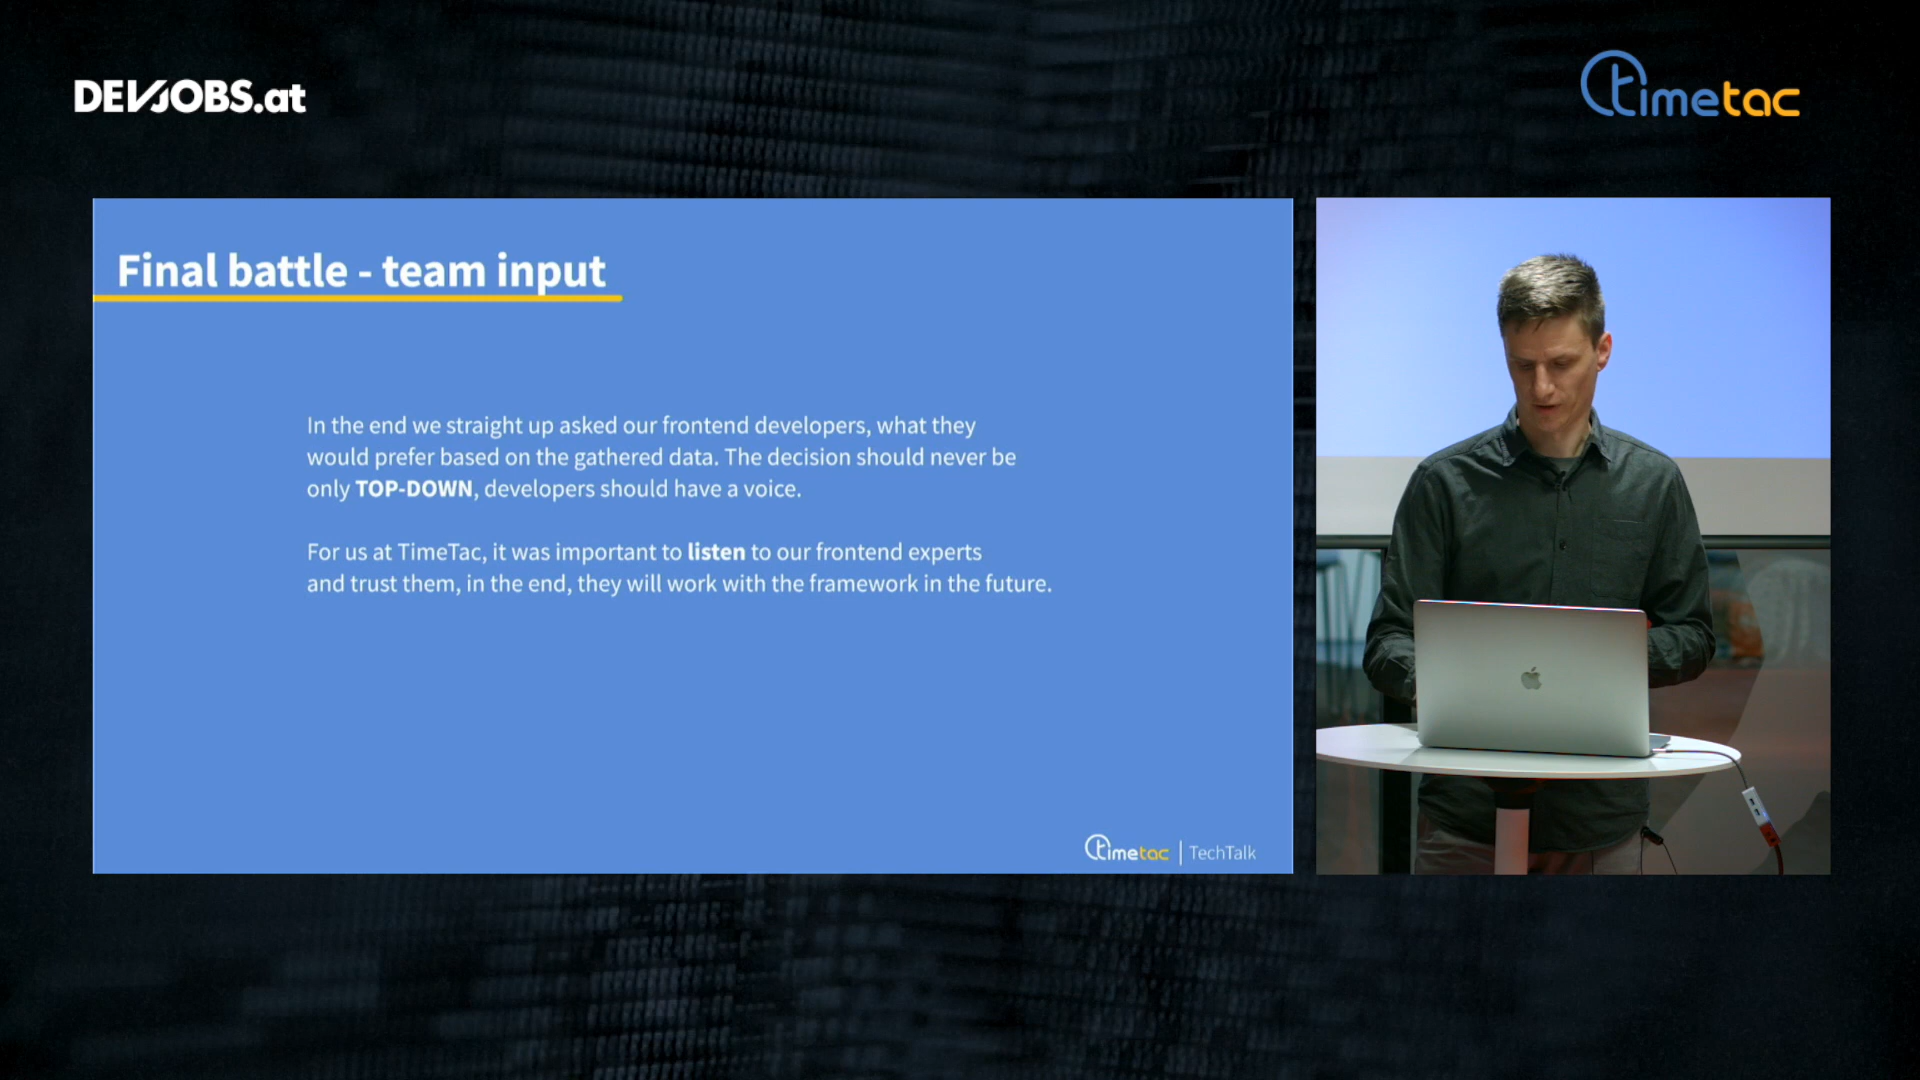 DEVJOBS.at
timetac
Final battle - team input
In the end we straight up asked our frontend developers, what they
would prefer based on the gathered data. The decision should never be
only TOP-DOWN, developers should have a voice.
For us at TimeTac, it was important to listen to our frontend experts
and trust them, in the end, they will work with the framework in the future.
timetac | TechTalk